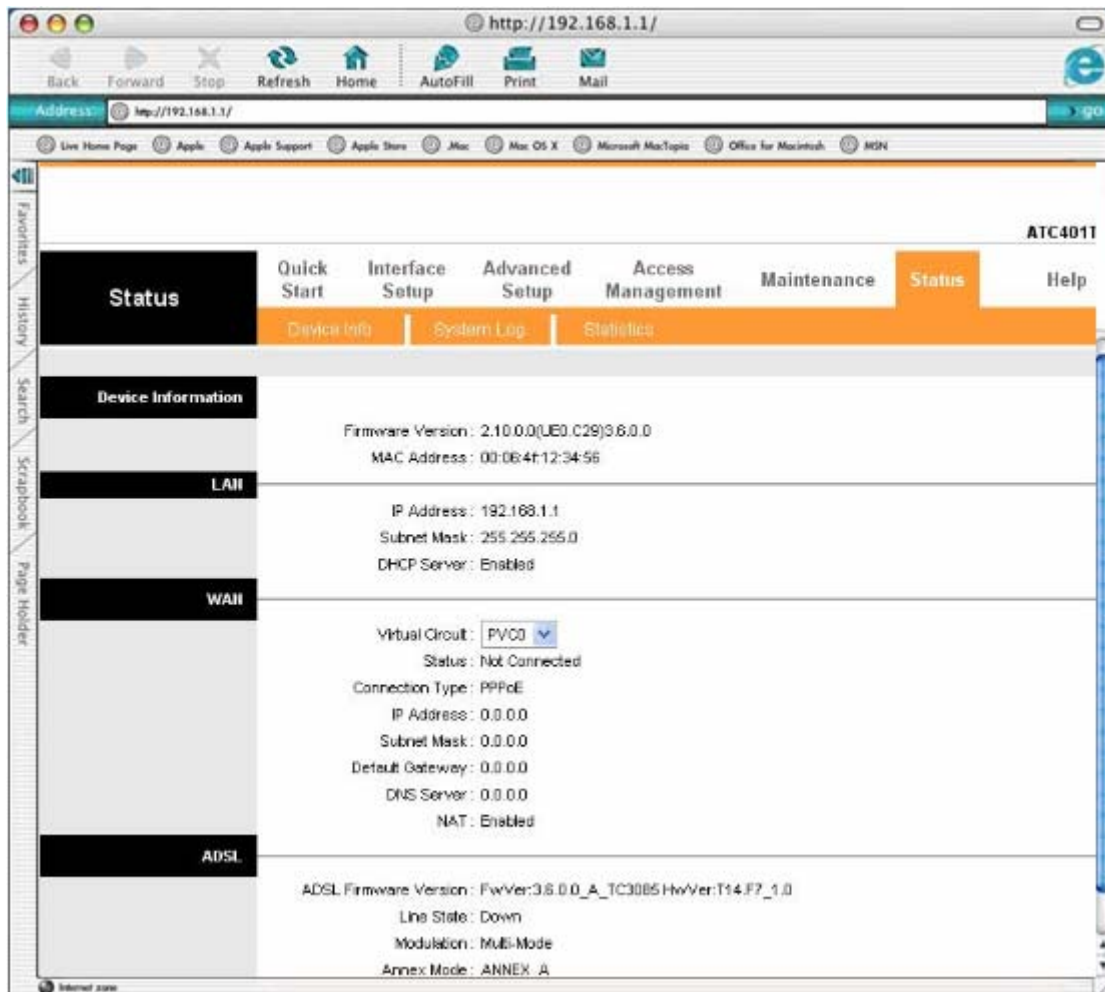 http://192.168.1.1/
Back Forward Stop Refresh Home AutoFill Print Mail
Address: http://192.168.1.1/ go
Live Home Page Apple Apple Support Apple Store .Mac Mac OS X Microsoft MacTopia Office for Macintosh MSN
Favorites
History
Search
Scrapbook
Page Holder
ATC401T
Status
Quick Start
Interface Setup
Advanced Setup
Access Management
Maintenance
Status
Help
Device Info System Log Statistics
Device Information
Firmware Version : 2.10.0.0(UE0.C29)3.6.0.0
MAC Address : 00:06:4f:12:34:56
LAN
IP Address : 192.168.1.1
Subnet Mask : 255.255.255.0
DHCP Server : Enabled
WAN
Virtual Circuit : PVC0
Status : Not Connected
Connection Type : PPPoE
IP Address : 0.0.0.0
Subnet Mask : 0.0.0.0
Default Gateway : 0.0.0.0
DNS Server : 0.0.0.0
NAT : Enabled
ADSL
ADSL Firmware Version : FwVer:3.6.0.0_A_TC3085 HwVer:T14.F7_1.0
Line State : Down
Modulation : Multi-Mode
Annex Mode : ANNEX_A
Internet zone